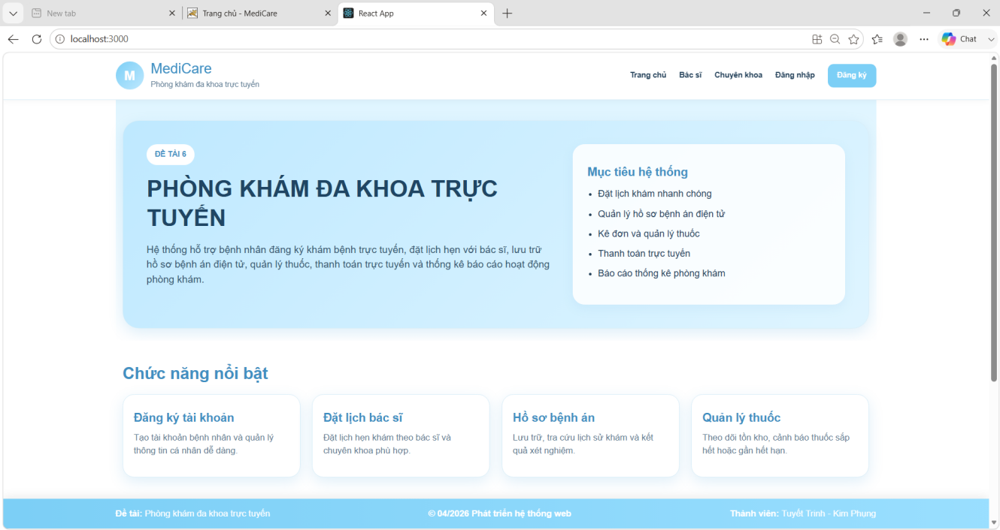 New tab
Trang chủ - MediCare
React App
localhost:3000
Chat
M
MediCare
Phòng khám đa khoa trực tuyến
Trang chủ
Bác sĩ
Chuyên khoa
Đăng nhập
Đăng ký
ĐỀ TÀI 6
PHÒNG KHÁM ĐA KHOA TRỰC
TUYẾN
Hệ thống hỗ trợ bệnh nhân đăng ký khám bệnh trực tuyến, đặt lịch hẹn với bác sĩ, lưu trữ
hồ sơ bệnh án điện tử, quản lý thuốc, thanh toán trực tuyến và thống kê báo cáo hoạt động
phòng khám.
Mục tiêu hệ thống
• Đặt lịch khám nhanh chóng
• Quản lý hồ sơ bệnh án điện tử
• Kê đơn và quản lý thuốc
• Thanh toán trực tuyến
• Báo cáo thống kê phòng khám
Chức năng nổi bật
Đăng ký tài khoản
Tạo tài khoản bệnh nhân và quản lý
thông tin cá nhân dễ dàng.
Đặt lịch bác sĩ
Đặt lịch hẹn khám theo bác sĩ và
chuyên khoa phù hợp.
Hồ sơ bệnh án
Lưu trữ, tra cứu lịch sử khám và kết
quả xét nghiệm.
Quản lý thuốc
Theo dõi tồn kho, cảnh báo thuốc sắp
hết hoặc gần hết hạn.
Đề tài: Phòng khám đa khoa trực tuyến
© 04/2026 Phát triển hệ thống web
Thành viên: Tuyết Trinh - Kim Phụng